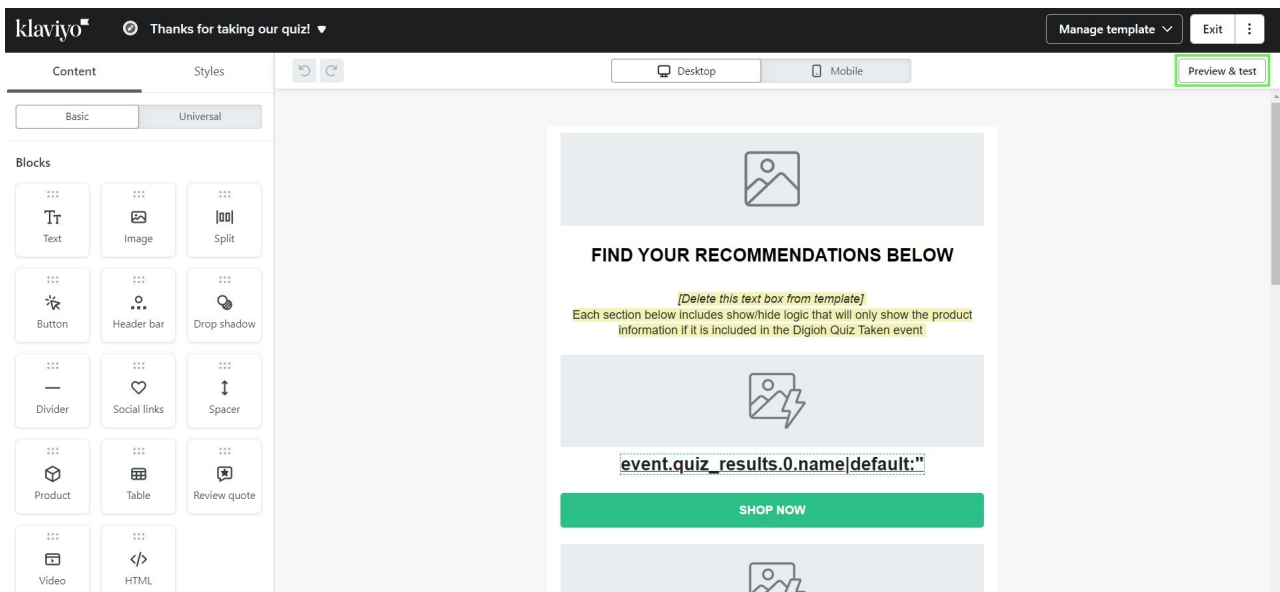 klaviyo
Thanks for taking our quiz!
Manage template
Exit
Content
Styles
Desktop
Mobile
Preview & test
Basic
Universal
Blocks
Text
Image
Split
Button
Header bar
Drop shadow
Divider
Social links
Spacer
Product
Table
Review quote
Video
HTML
FIND YOUR RECOMMENDATIONS BELOW
[Delete this text box from template]
Each section below includes show/hide logic that will only show the product
information if it is included in the Digioh Quiz Taken event
event.quiz_results.0.name|default:"
SHOP NOW